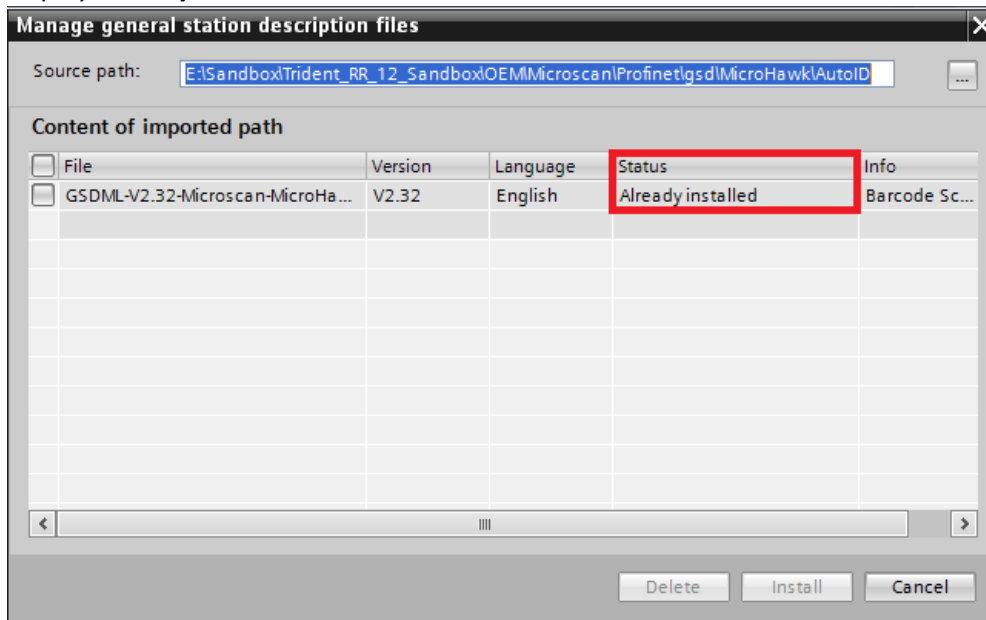 Manage general station description files
Source path: E:\Sandbox\Trident_RR_12_Sandbox\OEM\Microscan\Profinet\gsd\MicroHawk\AutoID ...
Content of imported path
File Version Language Status Info
GSDML-V2.32-Microscan-MicroHa... V2.32 English Already installed Barcode Sc...
Delete Install Cancel